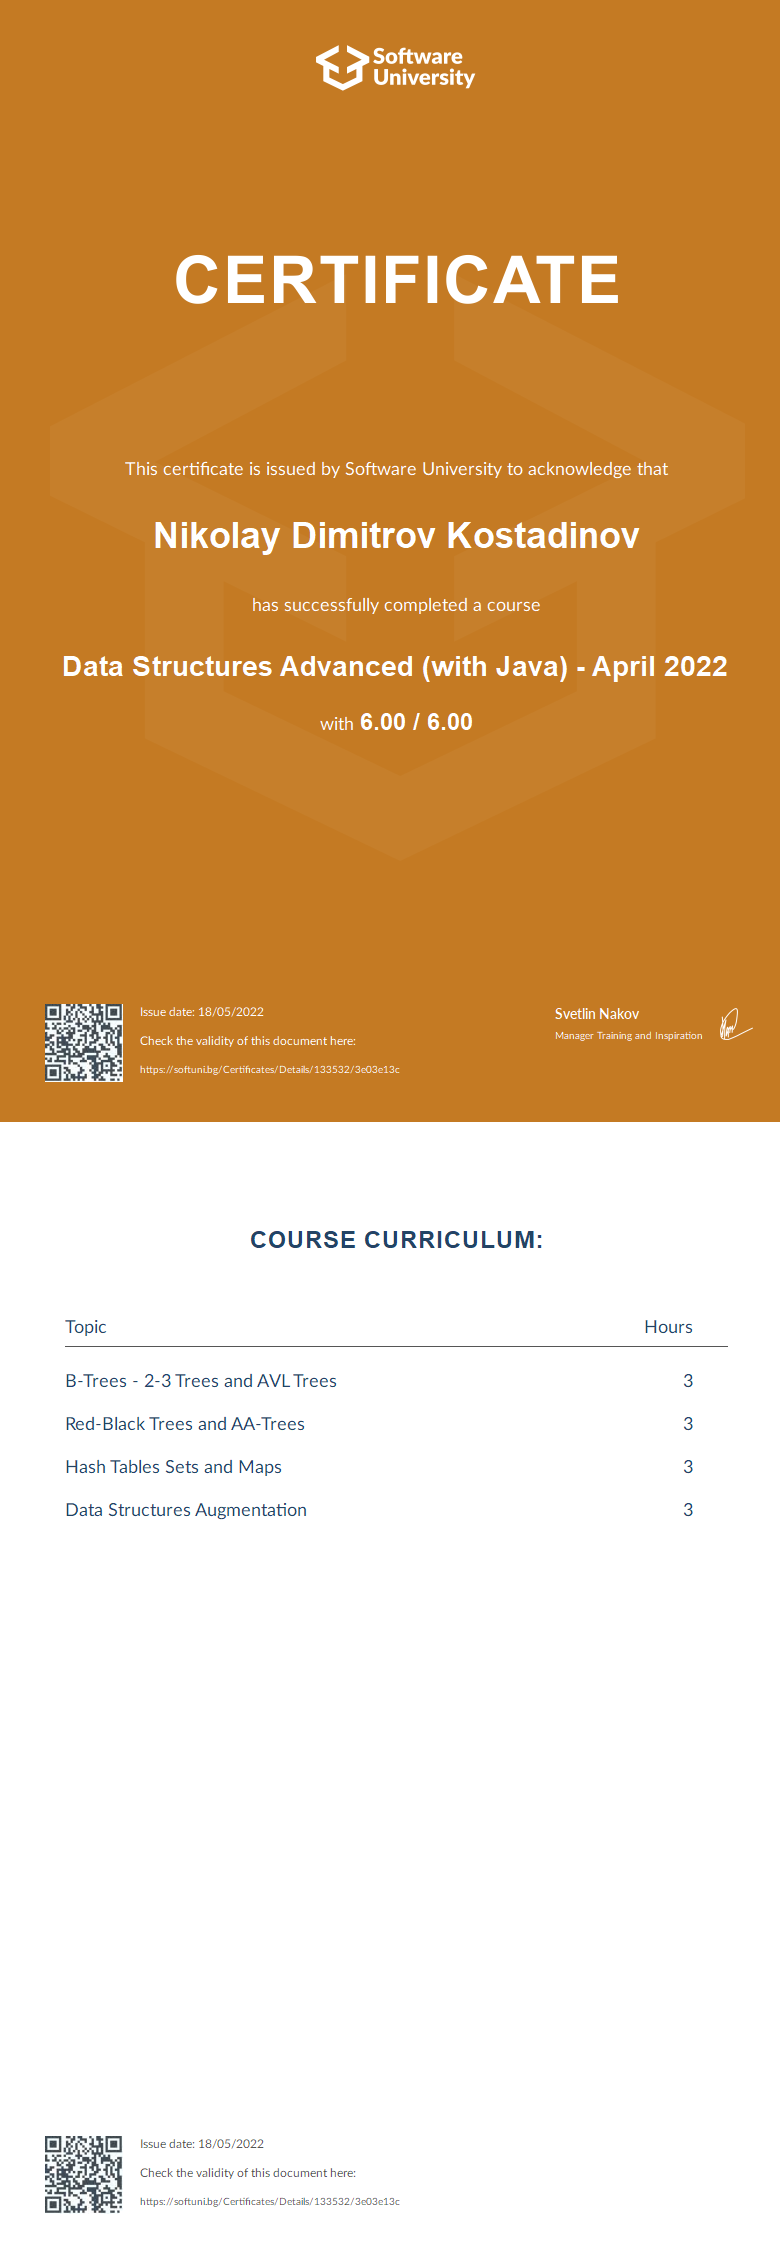 Software
University
CERTIFICATE
This certificate is issued by Software University to acknowledge that
Nikolay Dimitrov Kostadinov
has successfully completed a course
Data Structures Advanced (with Java) - April 2022
with 6.00 / 6.00
Issue date: 18/05/2022
Check the validity of this document here:
https://softuni.bg/Certificates/Details/133532/3e03e13c
Svetlin Nakov
Manager Training and Inspiration
COURSE CURRICULUM:
Topic Hours
B-Trees - 2-3 Trees and AVL Trees 3
Red-Black Trees and AA-Trees 3
Hash Tables Sets and Maps 3
Data Structures Augmentation 3
Issue date: 18/05/2022
Check the validity of this document here:
https://softuni.bg/Certificates/Details/133532/3e03e13c